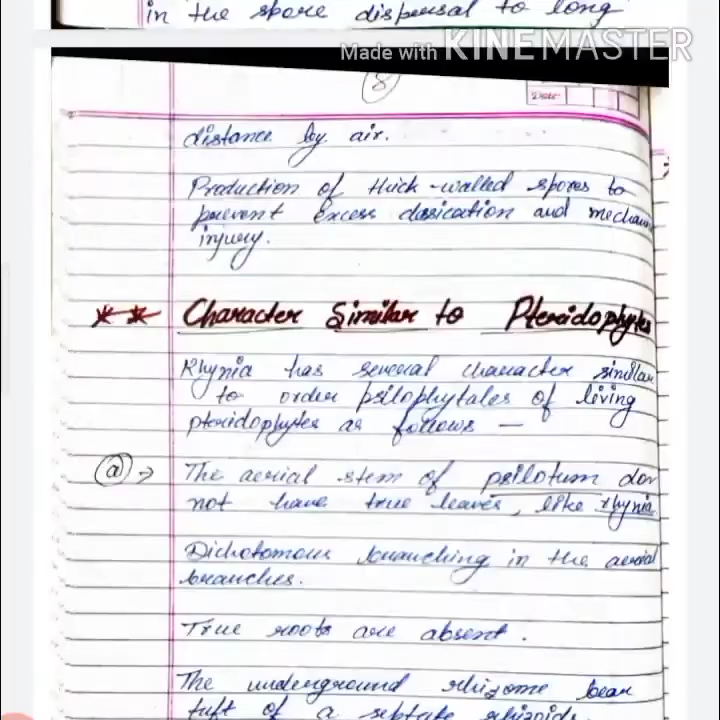 in the spore dispersal to long
Made with KINEMASTER
8
Date
distance by air.
Production of thick-walled spores to
prevent excess dessication and mechan
injury.
** Character Similar to Pteridophytes
Rhynia has several character similar
to order psilophytales of living
pteridophytes as follows —
(a) → The aerial stem of psilotum do
not have true leaves, like rhynia
Dichotomous branching in the aerial
branches.
True roots are absent.
The underground rhizome bear
tuft of a septate rhizoids.